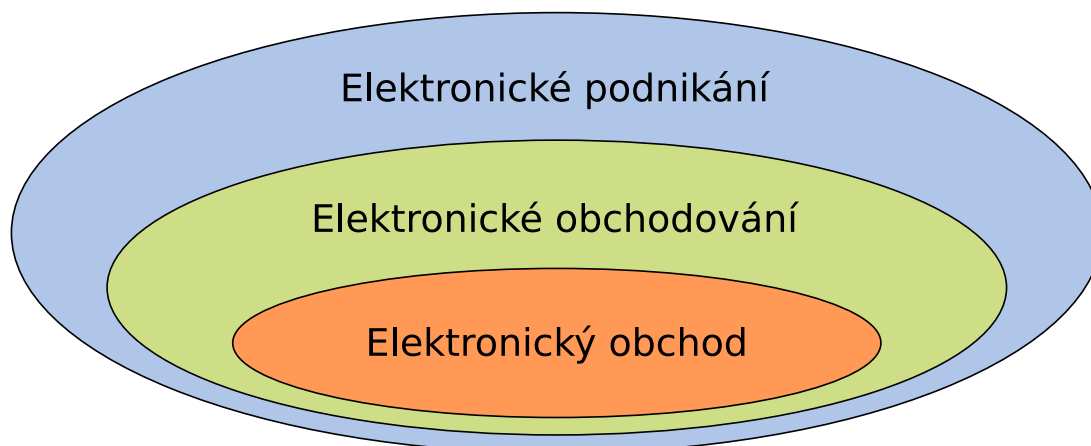 Elektronické podnikání
Elektronické obchodování
Elektronický obchod